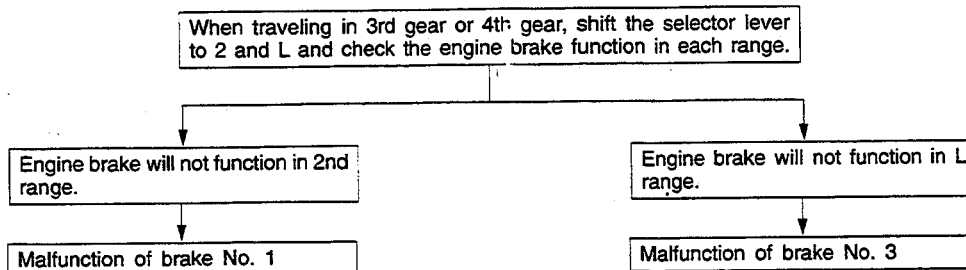 When traveling in 3rd gear or 4th gear, shift the selector lever
to 2 and L and check the engine brake function in each range.
Engine brake will not function in 2nd
range.
Engine brake will not function in L
range.
Malfunction of brake No. 1
Malfunction of brake No. 3